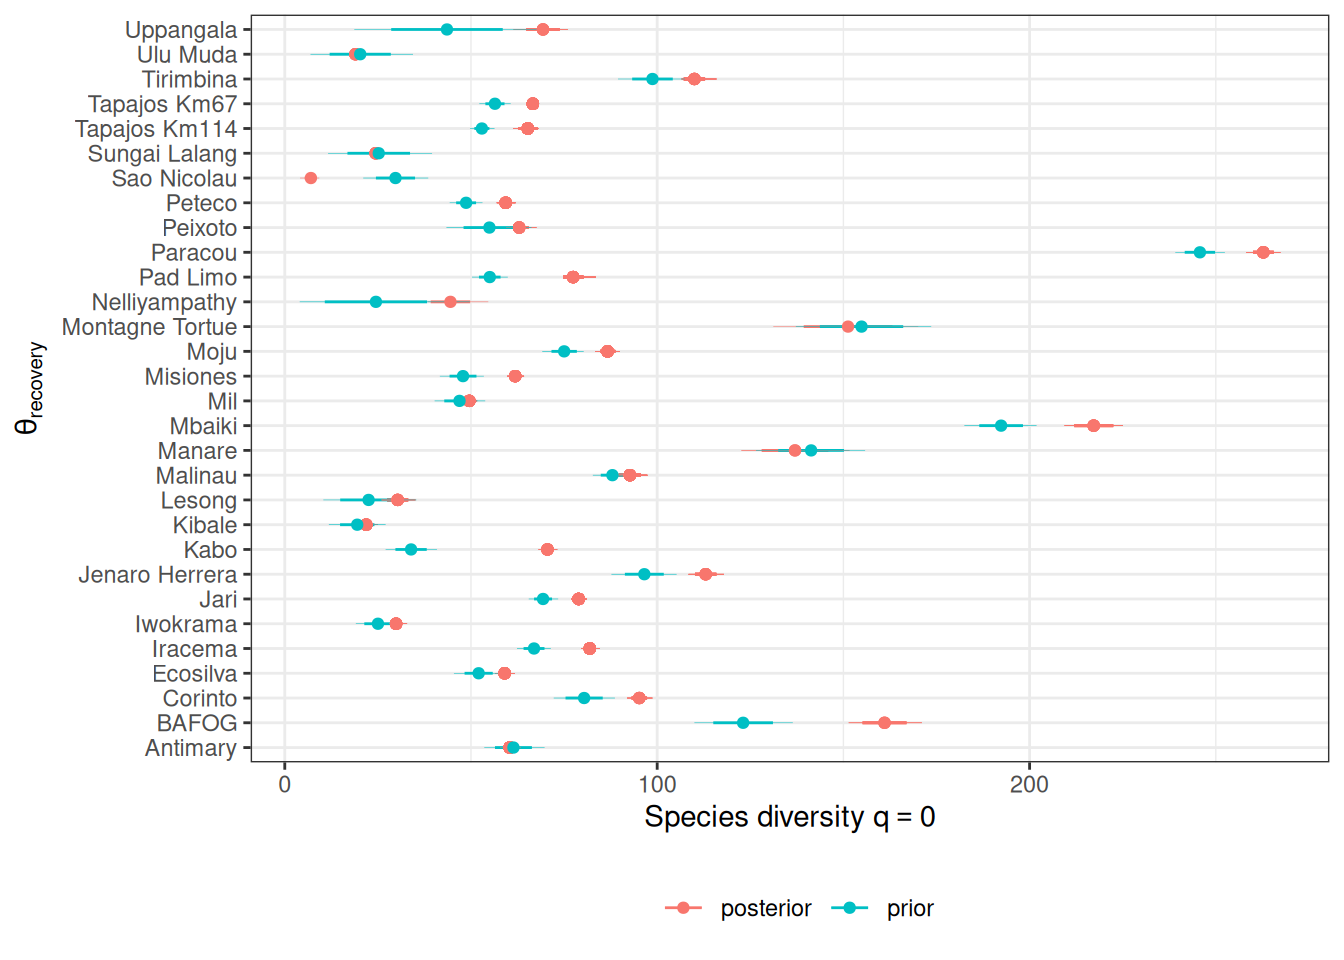 Uppangala
Ulu Muda
Tirimbina
Tapajos Km67
Tapajos Km114
Sungai Lalang
Sao Nicolau
Peteco
Peixoto
Paracou
Pad Limo
Nelliyampathy
Montagne Tortue
Moju
Misiones
Mil
Mbaiki
Manare
Malinau
Lesong
Kibale
Kabo
Jenaro Herrera
Jari
Iwokrama
Iracema
Ecosilva
Corinto
BAFOG
Antimary
θrecovery
0 100 200
Species diversity q = 0
posterior prior